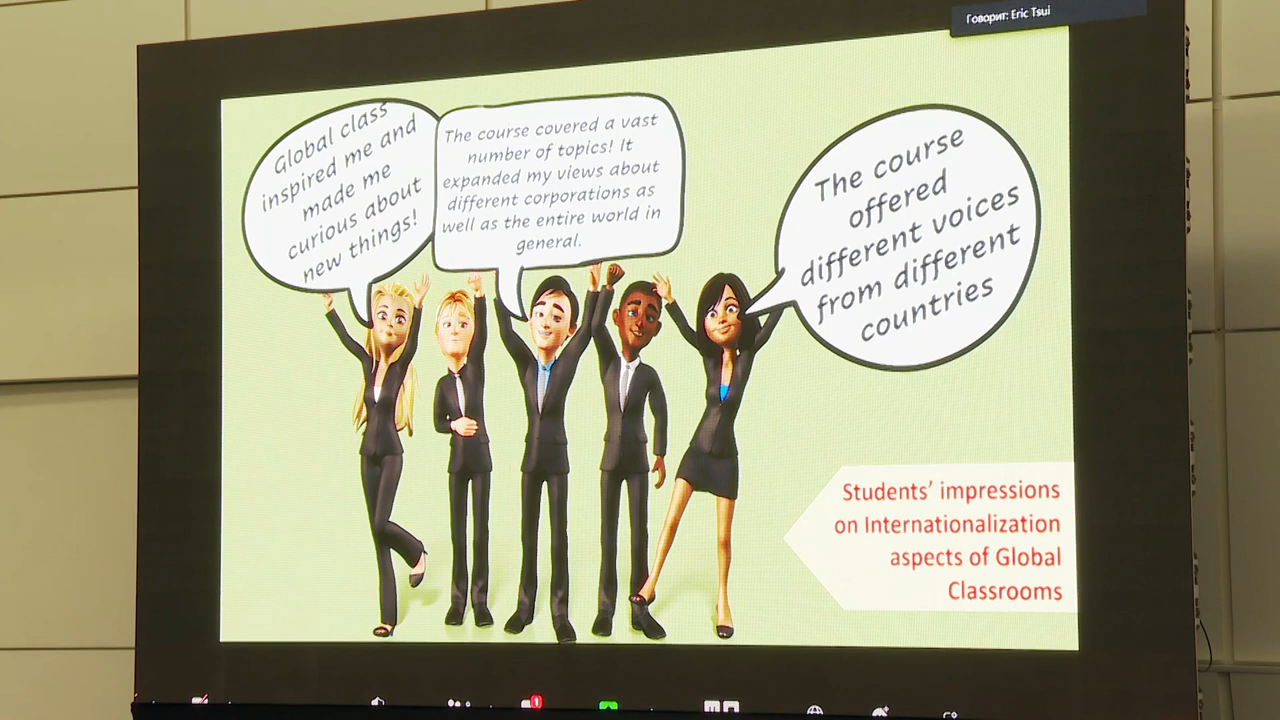 Говорит: Eric Tsui
Global class
inspired me and
made me
curious about
new things!
The course covered a vast
number of topics! It
expanded my views about
different corporations as
well as the entire world in
general.
The course
offered
different voices
from different
countries
Students' impressions
on Internationalization
aspects of Global
Classrooms
1